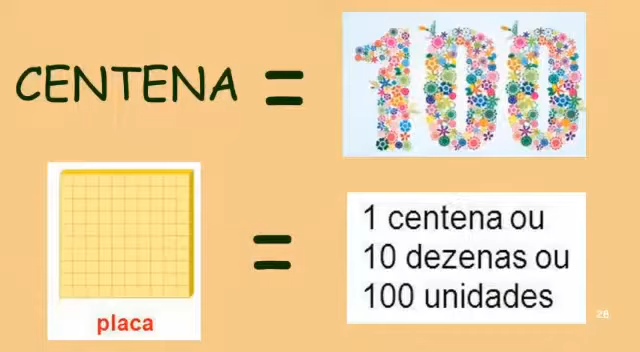 CENTENA = 100
placa
=
1 centena ou
10 dezenas ou
100 unidades
28